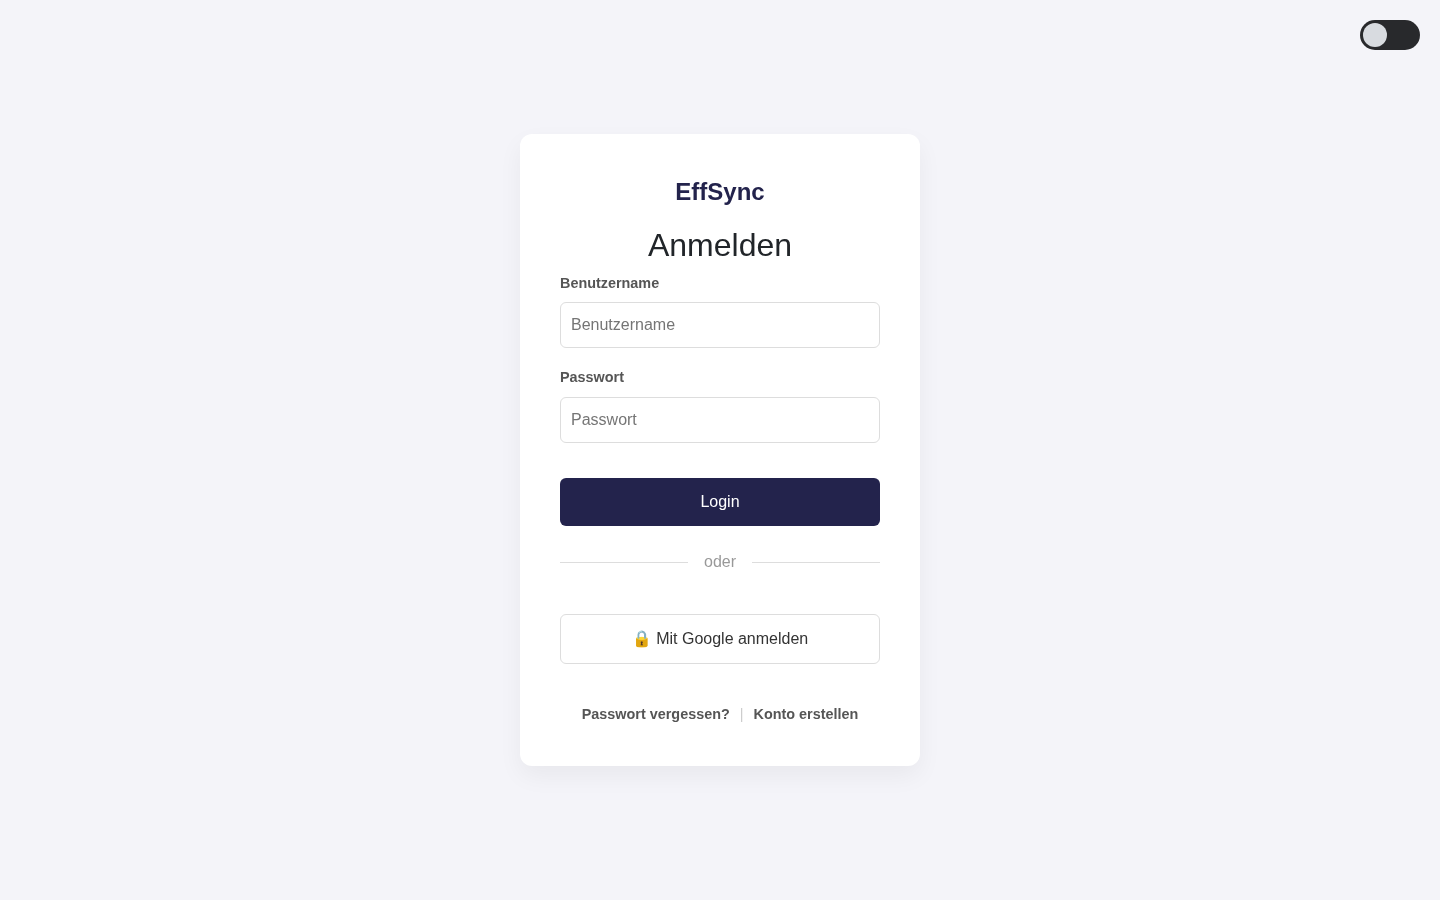 EffSync
Anmelden
Benutzername
Benutzername
Passwort
Passwort
Login
oder
🔒 Mit Google anmelden
Passwort vergessen? | Konto erstellen